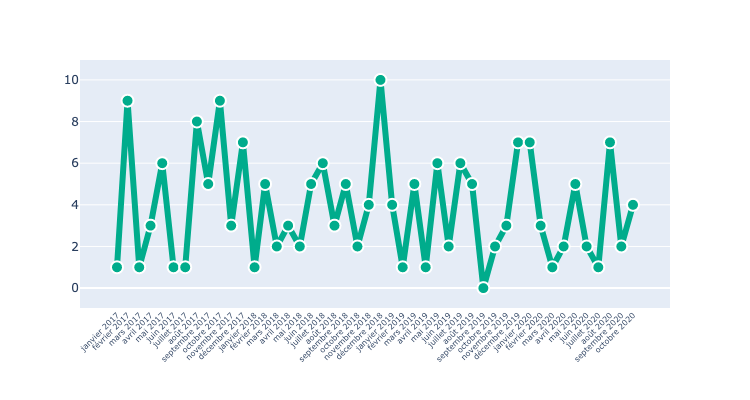 10
8
6
4
2
0
janvier 2017
février 2017
mars 2017
avril 2017
mai 2017
juin 2017
juillet 2017
août 2017
septembre 2017
octobre 2017
novembre 2017
décembre 2017
janvier 2018
février 2018
mars 2018
avril 2018
mai 2018
juin 2018
juillet 2018
août 2018
septembre 2018
octobre 2018
novembre 2018
décembre 2018
janvier 2019
février 2019
mars 2019
avril 2019
mai 2019
juin 2019
juillet 2019
août 2019
septembre 2019
octobre 2019
novembre 2019
décembre 2019
janvier 2020
février 2020
mars 2020
avril 2020
mai 2020
juin 2020
juillet 2020
août 2020
septembre 2020
octobre 2020